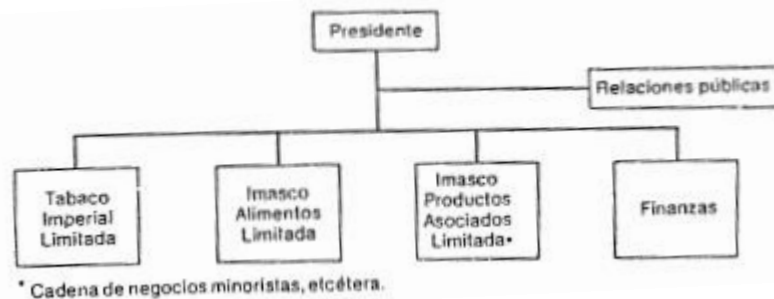 Presidente
Relaciones públicas
Tabaco
Imperial
Limitada
Imasco
Alimentos
Limitada
Imasco
Productos
Asociados
Limitada*
Finanzas
* Cadena de negocios minoristas, etcétera.